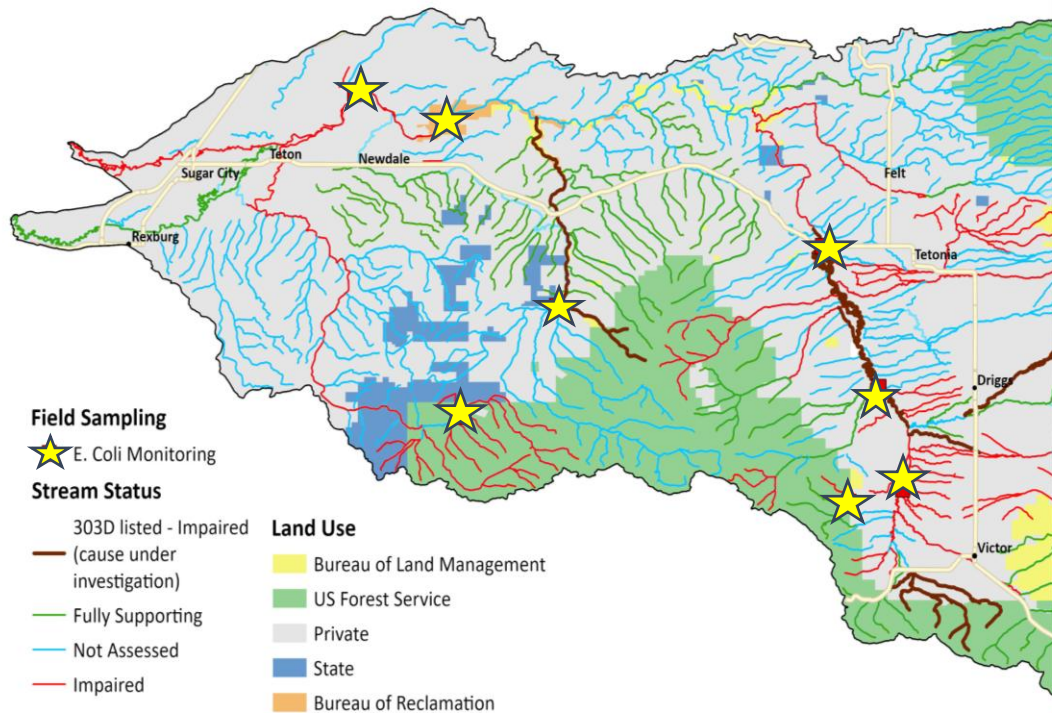 Sugar City
Teton
Newdale
Felt
Rexburg
Tetonia
Driggs
Victor
Field Sampling
E. Coli Monitoring
Stream Status
303D listed - Impaired
(cause under
investigation)
Fully Supporting
Not Assessed
Impaired
Land Use
Bureau of Land Management
US Forest Service
Private
State
Bureau of Reclamation